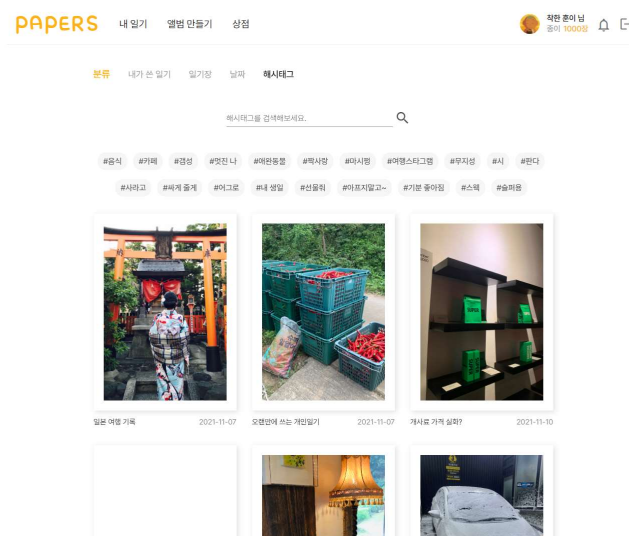 PAPERS
내 일기 앨범 만들기 상점
착한 훈이 님
종이 1000장
분류 내가 쓴 일기 일기장 날짜 해시태그
해시태그를 검색해보세요.
#음식 #카페 #갬성 #멋진 나 #애완동물 #짝사랑 #마시쩡 #여행스타그램 #무지성 #시 #판다
#사라고 #싸게 줄게 #어그로 #내 생일 #선물줘 #아프지말고~ #기분 좋아짐 #스웩 #슬퍼용
일본 여행 기록 2021-11-07
오랜만에 쓰는 개인일기 2021-11-07
개사료 가격 실화? 2021-11-10